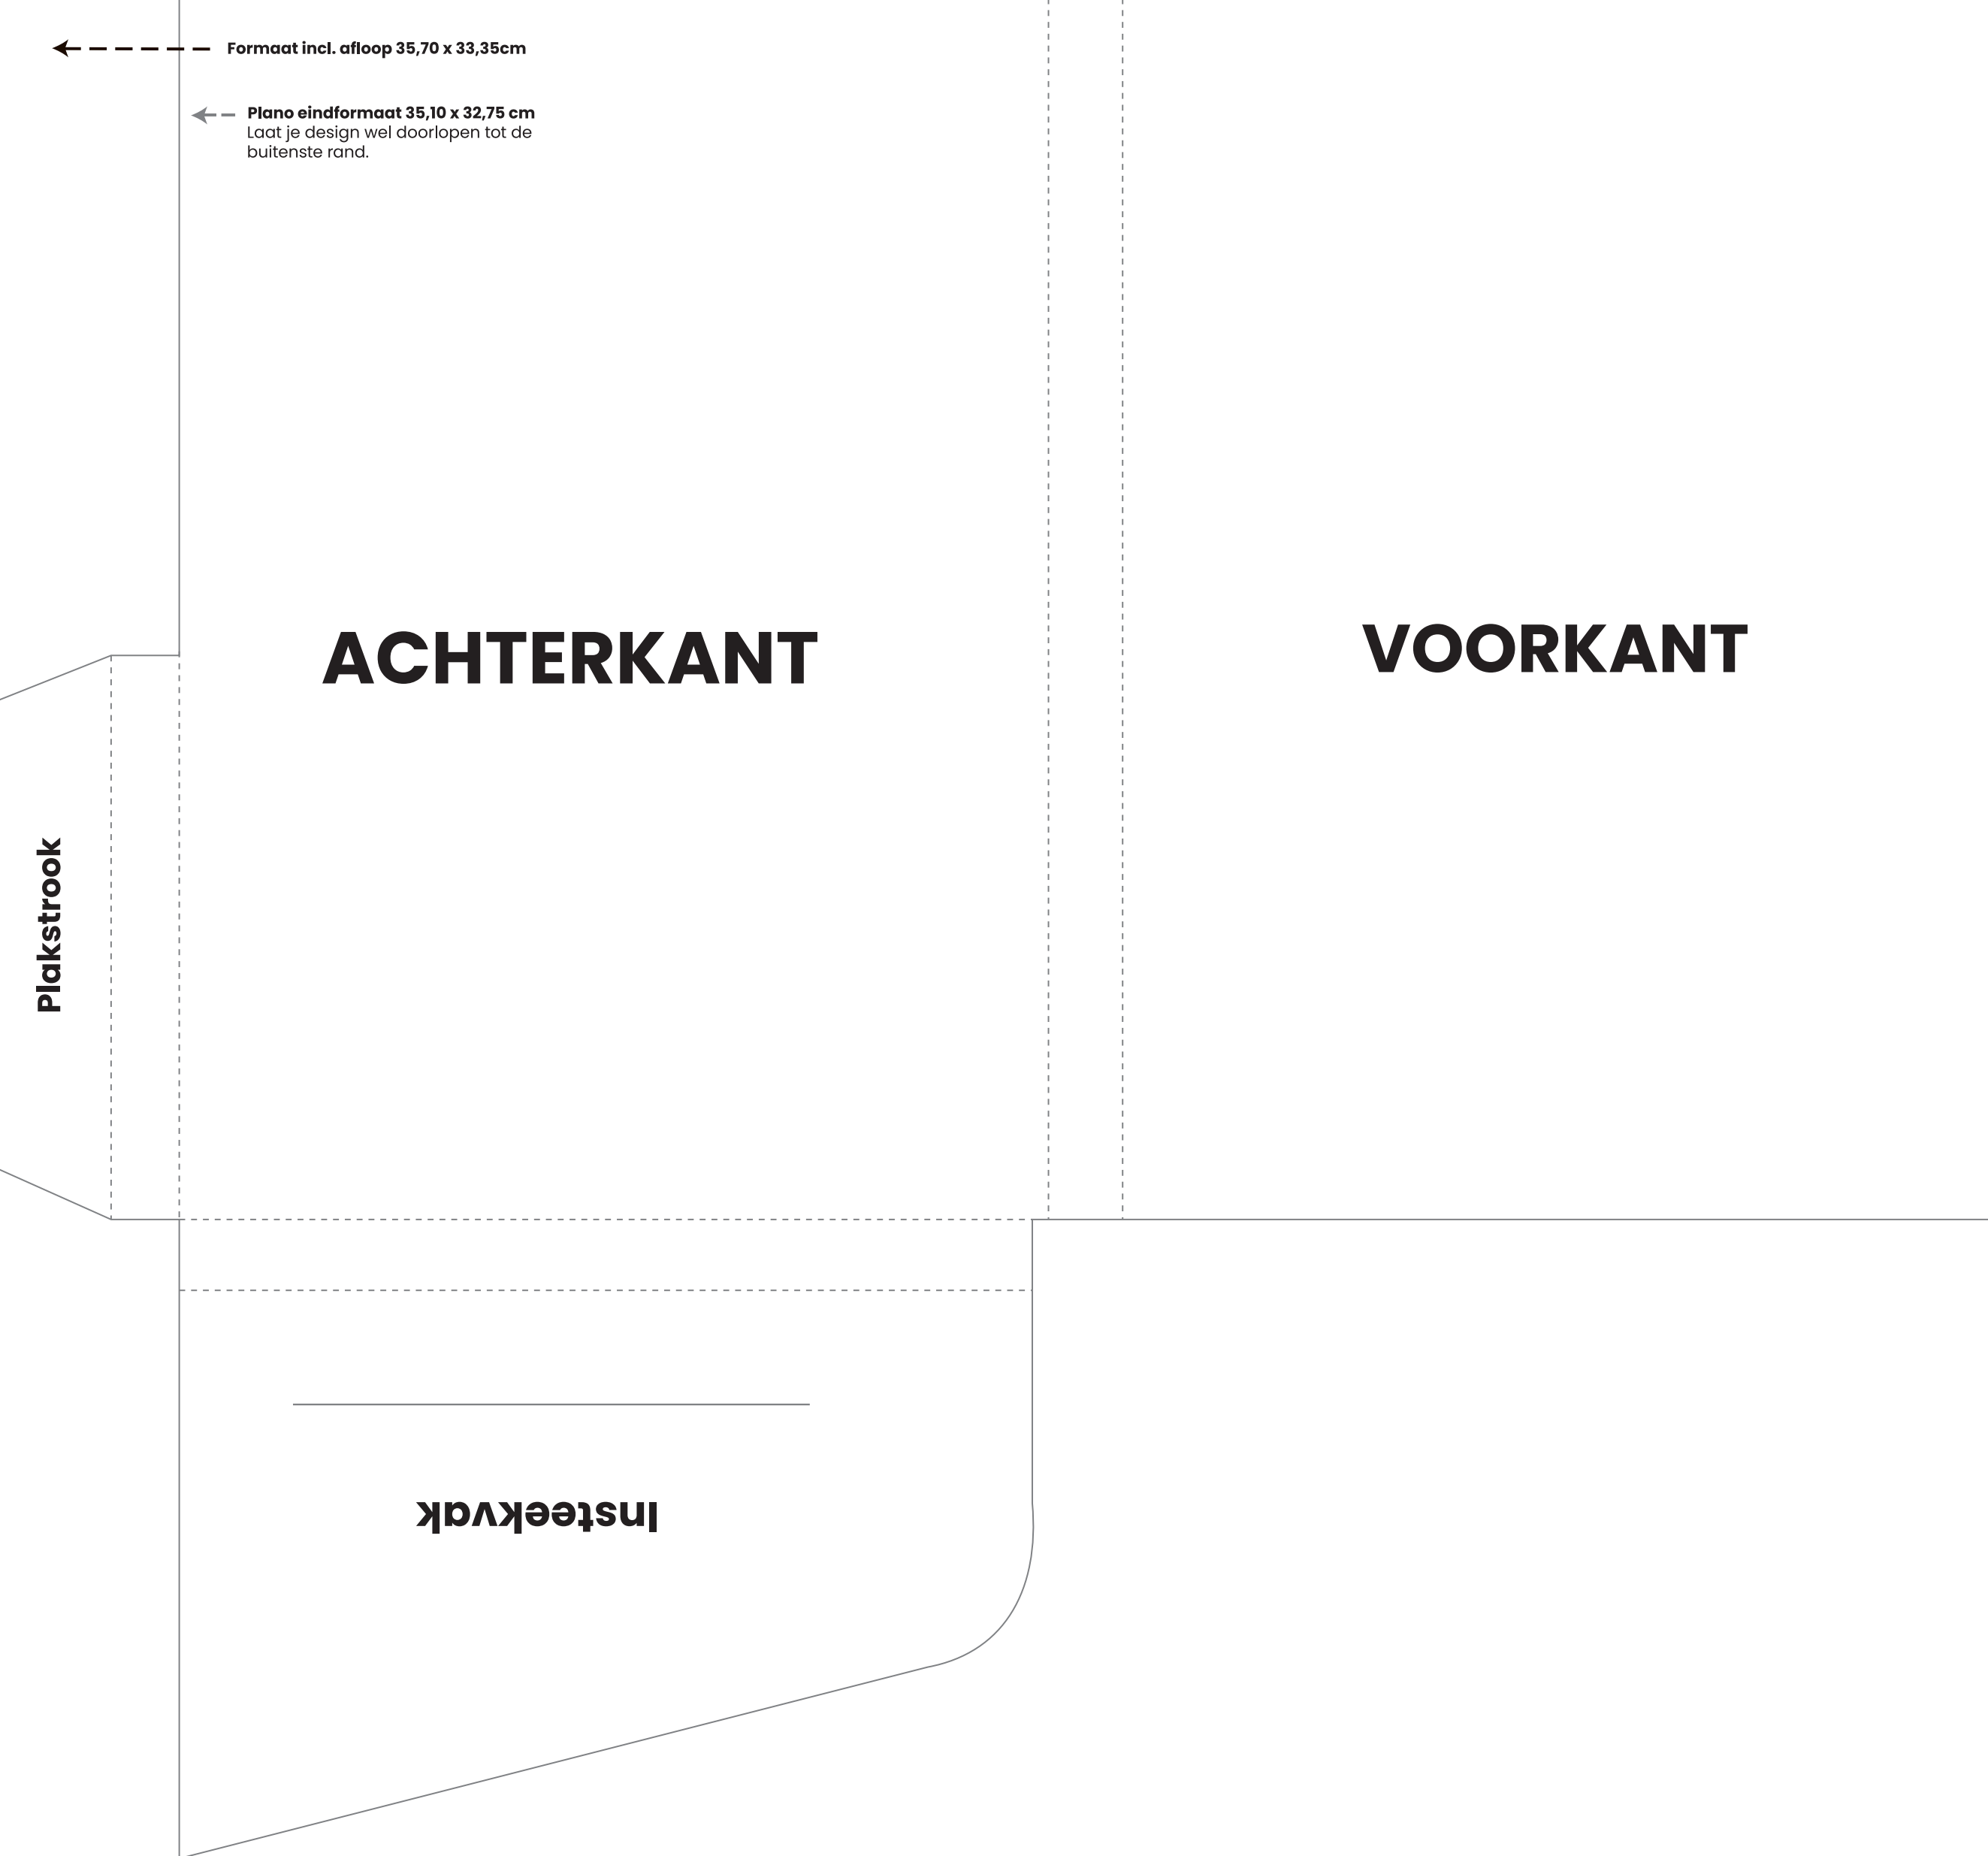 Formaat incl. afloop 35,70 x 33,35cm
Plano eindformaat 35,10 x 32,75 cm
Laat je design wel doorlopen tot de
buitenste rand.
ACHTERKANT
VOORKANT
Plakstrook
Insteekvak